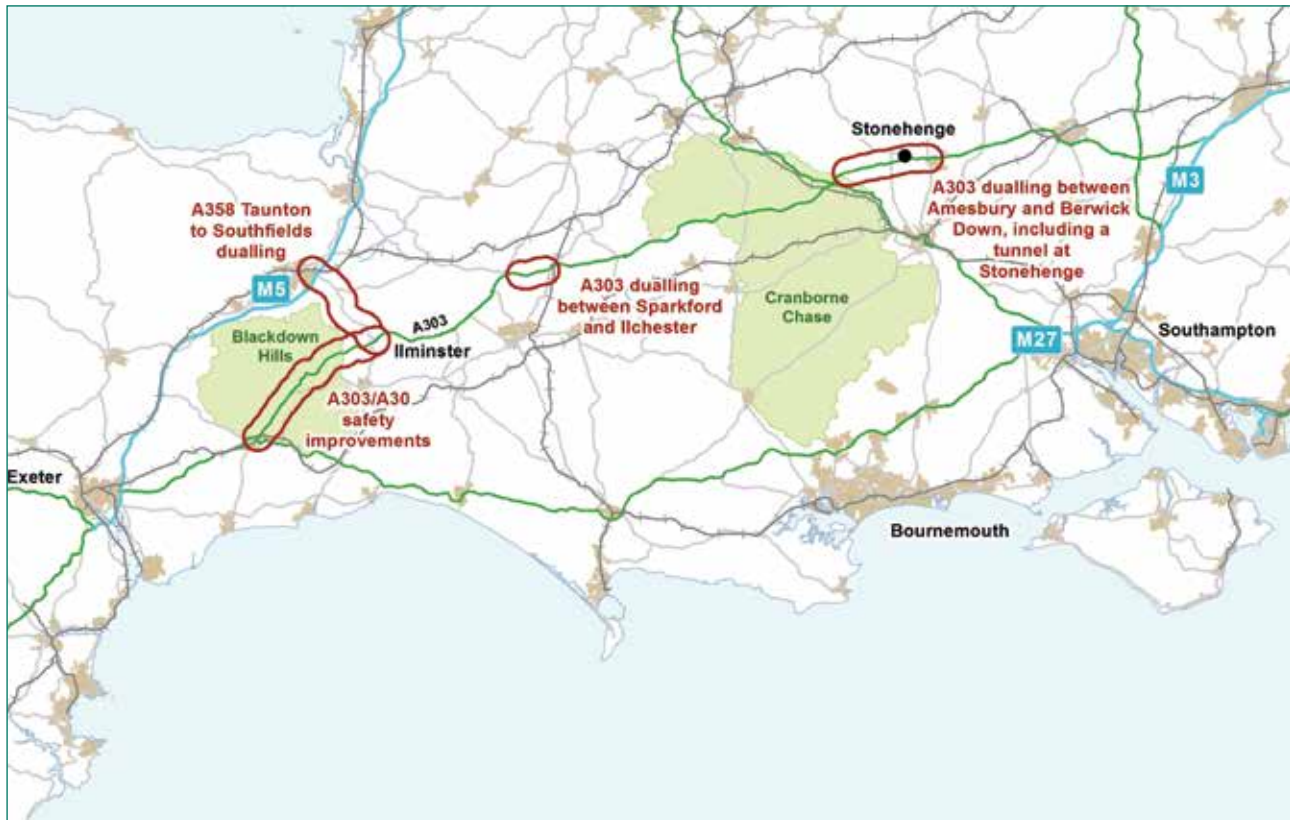 Stonehenge
M3
A303 dualling between
Amesbury and Berwick
Down, including a
tunnel at
Stonehenge
A358 Taunton
to Southfields
dualling
M5
A303 dualling
between Sparkford
and Ilchester
Cranborne
Chase
A303
Blackdown
Hills
Ilminster
M27
Southampton
A303/A30
safety
improvements
Exeter
Bournemouth